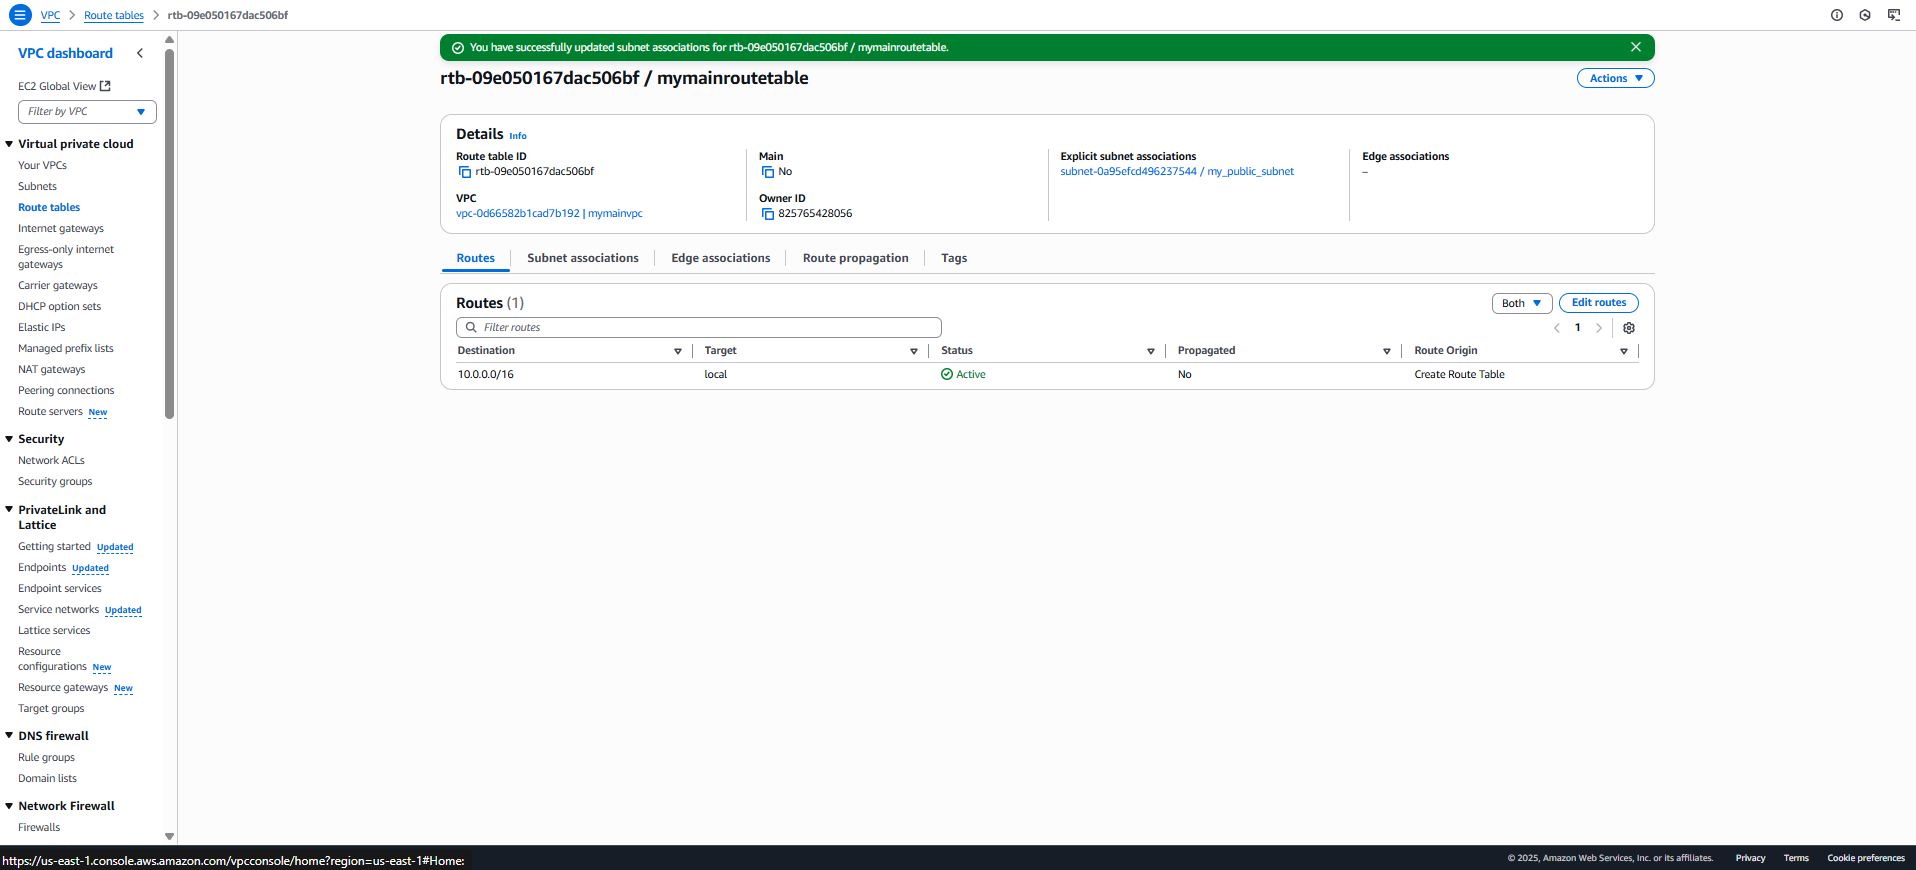 VPC > Route tables > rtb-09e050167dac506bf
VPC dashboard
EC2 Global View
Filter by VPC
Virtual private cloud
Your VPCs
Subnets
Route tables
Internet gateways
Egress-only internet
gateways
Carrier gateways
DHCP option sets
Elastic IPs
Managed prefix lists
NAT gateways
Peering connections
Route servers New
Security
Network ACLs
Security groups
PrivateLink and
Lattice
Getting started Updated
Endpoints Updated
Endpoint services
Service networks Updated
Lattice services
Resource
configurations New
Resource gateways New
Target groups
DNS firewall
Rule groups
Domain lists
Network Firewall
Firewalls
You have successfully updated subnet associations for rtb-09e050167dac506bf / mymainroutetable.
rtb-09e050167dac506bf / mymainroutetable
Actions
Details Info
Route table ID
rtb-09e050167dac506bf
Main
No
Explicit subnet associations
subnet-0a95efcd496237544 / my_public_subnet
Edge associations
–
VPC
vpc-0d66582b1cad7b192 | mymainvpc
Owner ID
825765428056
Routes Subnet associations Edge associations Route propagation Tags
Routes (1)
Both
Edit routes
Filter routes
1
Destination Target Status Propagated Route Origin
10.0.0.0/16 local Active No Create Route Table
https://us-east-1.console.aws.amazon.com/vpcconsole/home?region=us-east-1#Home:
© 2025, Amazon Web Services, Inc. or its affiliates. Privacy Terms Cookie preferences